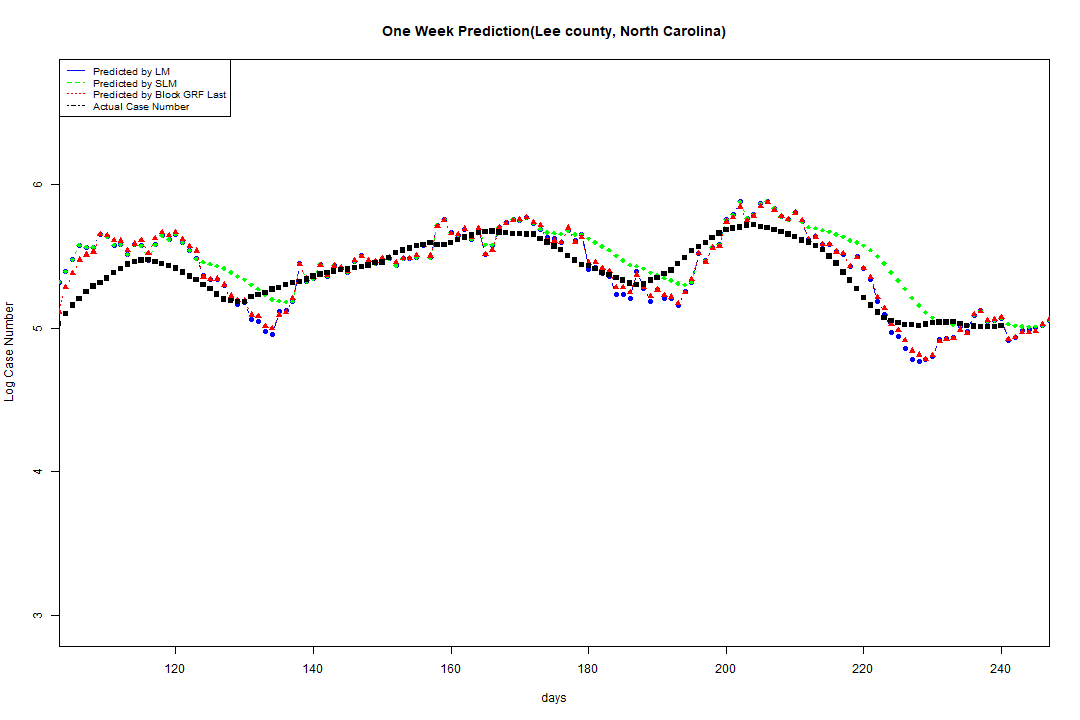 One Week Prediction(Lee county, North Carolina)
Predicted by LM
Predicted by SLM
Predicted by Block GRF Last
Actual Case Number
6
5
4
3
Log Case Number
120 140 160 180 200 220 240
days